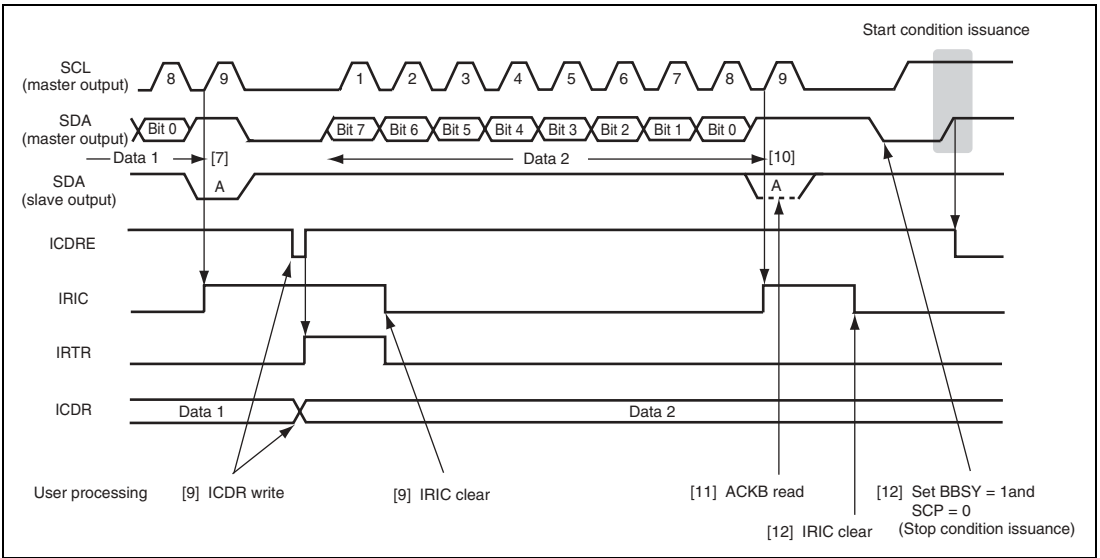 Start condition issuance
SCL
(master output)
8 9 1 2 3 4 5 6 7 8 9
SDA
(master output)
Bit 0 Bit 7 Bit 6 Bit 5 Bit 4 Bit 3 Bit 2 Bit 1 Bit 0
Data 1 [7] Data 2 [10]
SDA
(slave output)
A A
ICDRE
IRIC
IRTR
ICDR
Data 1 Data 2
User processing
[9] ICDR write
[9] IRIC clear
[11] ACKB read
[12] IRIC clear
[12] Set BBSY = 1and
SCP = 0
(Stop condition issuance)